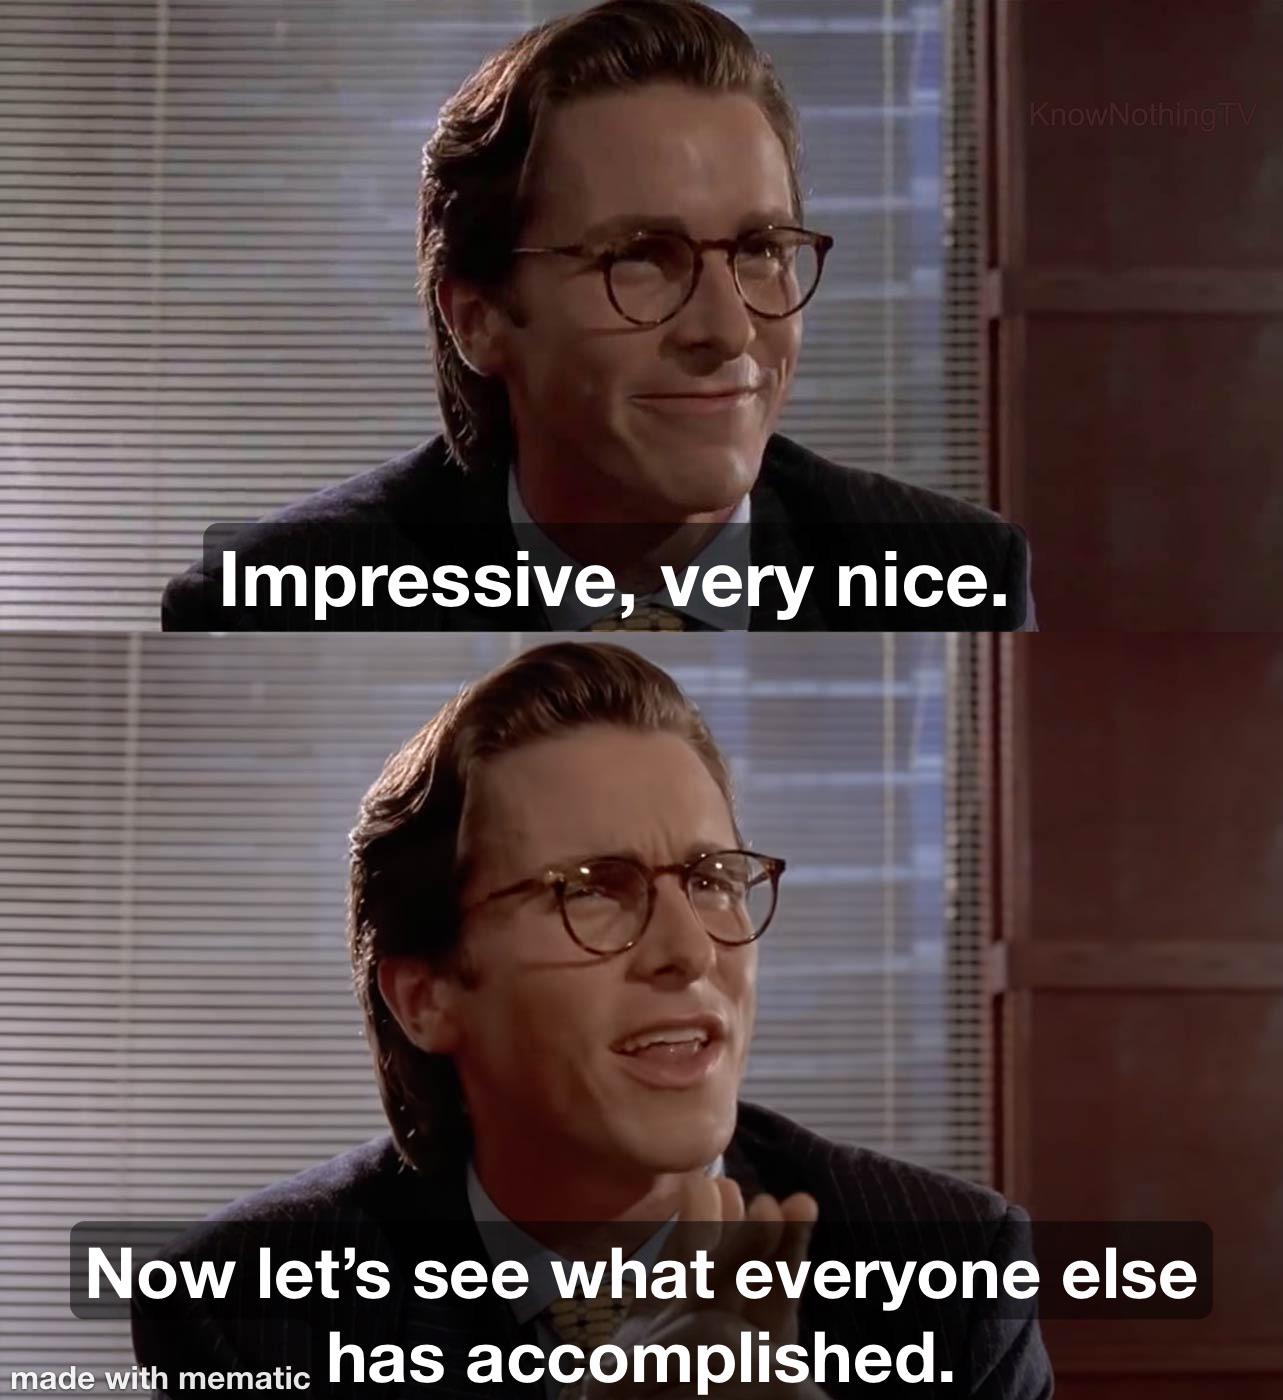 KnowNothingTV
Impressive, very nice.
Now let’s see what everyone else
has accomplished.
made with mematic